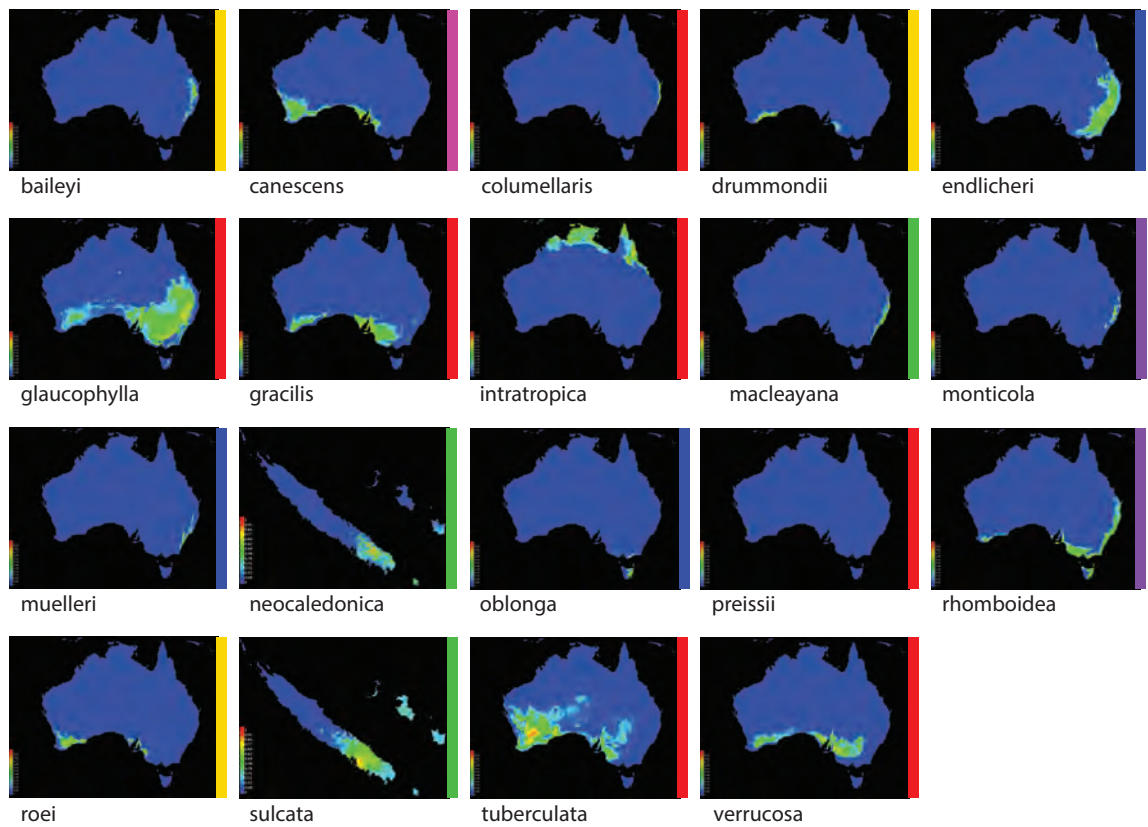 baileyi
canescens
columellaris
drummondii
endlicheri
glaucophylla
gracilis
intratropica
macleayana
monticola
muelleri
neocaledonica
oblonga
preissii
rhomboidea
roei
sulcata
tuberculata
verrucosa